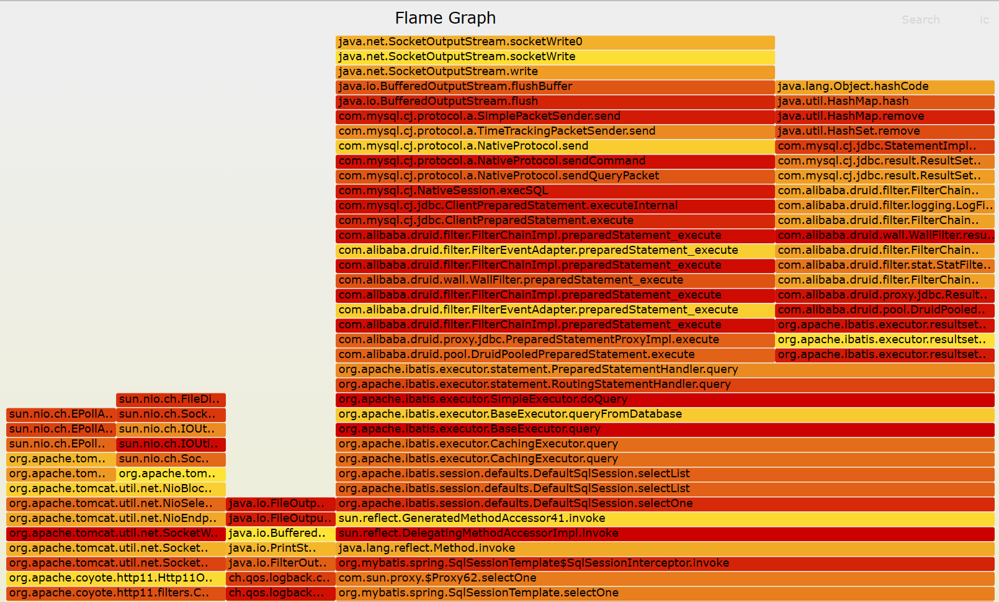 Flame Graph
Search
ic
java.net.SocketOutputStream.socketWrite0
java.net.SocketOutputStream.socketWrite
java.net.SocketOutputStream.write
java.io.BufferedOutputStream.flushBuffer
java.lang.Object.hashCode
java.io.BufferedOutputStream.flush
java.util.HashMap.hash
com.mysql.cj.protocol.a.SimplePacketSender.send
java.util.HashMap.remove
com.mysql.cj.protocol.a.TimeTrackingPacketSender.send
java.util.HashSet.remove
com.mysql.cj.protocol.a.NativeProtocol.send
com.mysql.cj.jdbc.StatementImpl..
com.mysql.cj.protocol.a.NativeProtocol.sendCommand
com.mysql.cj.jdbc.result.ResultSet..
com.mysql.cj.protocol.a.NativeProtocol.sendQueryPacket
com.mysql.cj.jdbc.result.ResultSet..
com.mysql.cj.NativeSession.execSQL
com.alibaba.druid.filter.FilterChain..
com.mysql.cj.jdbc.ClientPreparedStatement.executeInternal
com.alibaba.druid.filter.logging.LogFi..
com.mysql.cj.jdbc.ClientPreparedStatement.execute
com.alibaba.druid.filter.FilterChain..
com.alibaba.druid.filter.FilterChainImpl.preparedStatement_execute
com.alibaba.druid.wall.WallFilter.resu..
com.alibaba.druid.filter.FilterEventAdapter.preparedStatement_execute
com.alibaba.druid.filter.FilterChain..
com.alibaba.druid.filter.FilterChainImpl.preparedStatement_execute
com.alibaba.druid.filter.stat.StatFilte..
com.alibaba.druid.wall.WallFilter.preparedStatement_execute
com.alibaba.druid.filter.FilterChain..
com.alibaba.druid.filter.FilterChainImpl.preparedStatement_execute
com.alibaba.druid.proxy.jdbc.Result..
com.alibaba.druid.filter.FilterEventAdapter.preparedStatement_execute
com.alibaba.druid.pool.DruidPooled..
com.alibaba.druid.filter.FilterChainImpl.preparedStatement_execute
org.apache.ibatis.executor.resultset..
com.alibaba.druid.proxy.jdbc.PreparedStatementProxyImpl.execute
org.apache.ibatis.executor.resultset..
com.alibaba.druid.pool.DruidPooledPreparedStatement.execute
org.apache.ibatis.executor.resultset..
org.apache.ibatis.executor.statement.PreparedStatementHandler.query
org.apache.ibatis.executor.statement.RoutingStatementHandler.query
sun.nio.ch.FileDi..
org.apache.ibatis.executor.SimpleExecutor.doQuery
sun.nio.ch.EPollA..
sun.nio.ch.Sock..
org.apache.ibatis.executor.BaseExecutor.queryFromDatabase
sun.nio.ch.EPollA..
sun.nio.ch.IOUt..
org.apache.ibatis.executor.BaseExecutor.query
sun.nio.ch.EPoll..
sun.nio.ch.IOUti..
org.apache.ibatis.executor.CachingExecutor.query
org.apache.tom..
sun.nio.ch.Soc..
org.apache.ibatis.executor.CachingExecutor.query
org.apache.tom..
org.apache.tom..
org.apache.ibatis.session.defaults.DefaultSqlSession.selectList
org.apache.tomcat.util.net.NioBloc..
org.apache.ibatis.session.defaults.DefaultSqlSession.selectList
org.apache.tomcat.util.net.NioSele..
java.io.FileOutp..
org.apache.ibatis.session.defaults.DefaultSqlSession.selectOne
org.apache.tomcat.util.net.NioEndp..
java.io.FileOutpu..
sun.reflect.GeneratedMethodAccessor41.invoke
org.apache.tomcat.util.net.SocketW..
java.io.Buffered..
sun.reflect.DelegatingMethodAccessorImpl.invoke
org.apache.tomcat.util.net.Socket..
java.io.PrintSt..
java.lang.reflect.Method.invoke
org.apache.tomcat.util.net.Socket..
java.io.FilterOut..
org.mybatis.spring.SqlSessionTemplate$SqlSessionInterceptor.invoke
org.apache.coyote.http11.Http11O..
ch.qos.logback.c..
com.sun.proxy.$Proxy62.selectOne
org.apache.coyote.http11.filters.C..
ch.qos.logback...
org.mybatis.spring.SqlSessionTemplate.selectOne